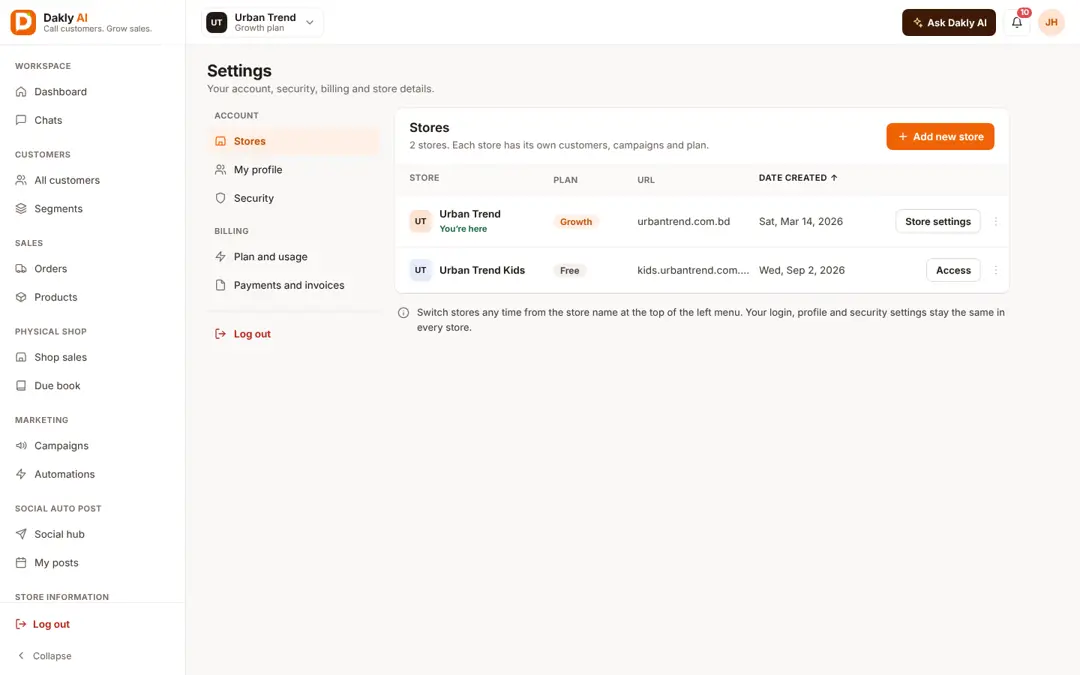 Dakly AI
Call customers. Grow sales.
UT
Urban Trend
Growth plan
Ask Dakly AI
10
JH
WORKSPACE
Dashboard
Chats
CUSTOMERS
All customers
Segments
SALES
Orders
Products
PHYSICAL SHOP
Shop sales
Due book
MARKETING
Campaigns
Automations
SOCIAL AUTO POST
Social hub
My posts
STORE INFORMATION
Log out
Collapse
Settings
Your account, security, billing and store details.
ACCOUNT
Stores
My profile
Security
BILLING
Plan and usage
Payments and invoices
Log out
Stores
2 stores. Each store has its own customers, campaigns and plan.
+ Add new store
STORE PLAN URL DATE CREATED ↑
UT Urban Trend Growth urbantrend.com.bd Sat, Mar 14, 2026 Store settings
You're here
UT Urban Trend Kids Free kids.urbantrend.com.... Wed, Sep 2, 2026 Access
Switch stores any time from the store name at the top of the left menu. Your login, profile and security settings stay the same in
every store.